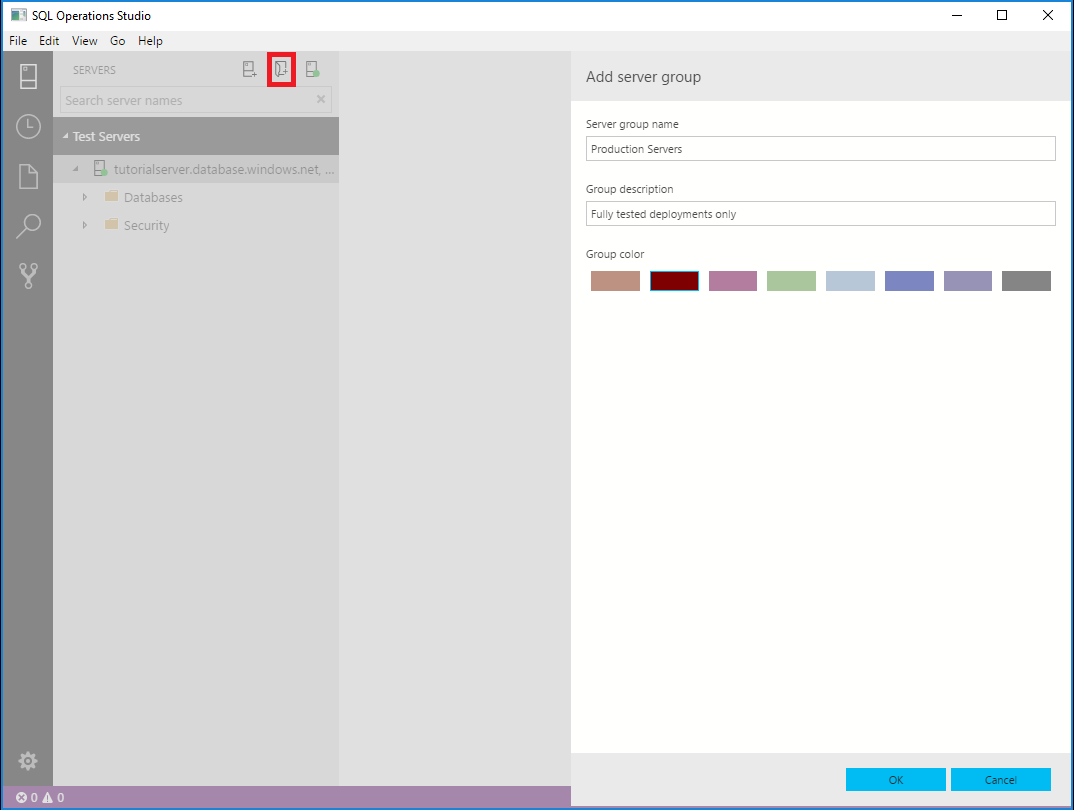 SQL Operations Studio
File Edit View Go Help
SERVERS
Search server names
Test Servers
tutorialserver.database.windows.net, ...
Databases
Security
Add server group
Server group name
Production Servers
Group description
Fully tested deployments only
Group color
OK Cancel
0 0